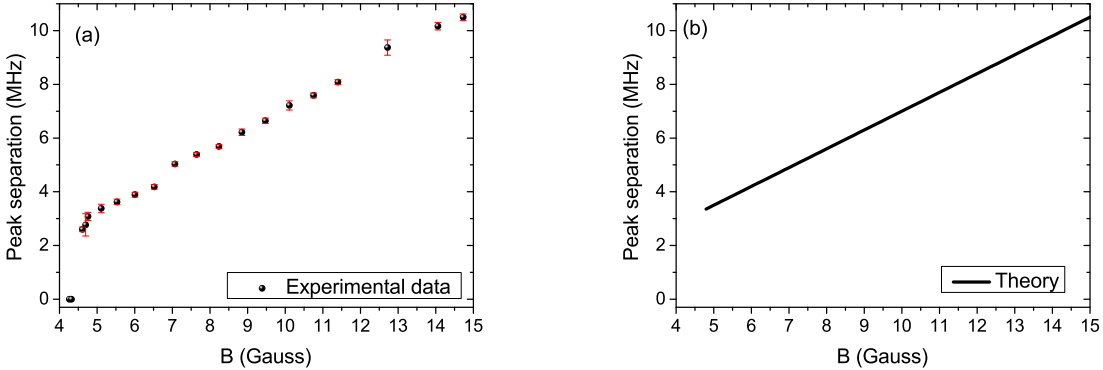 (a)
Peak separation (MHz)
10
8
6
4
2
0
Experimental data
4 5 6 7 8 9 10 11 12 13 14 15
B (Gauss)
(b)
Peak separation (MHz)
10
8
6
4
2
0
Theory
4 5 6 7 8 9 10 11 12 13 14 15
B (Gauss)